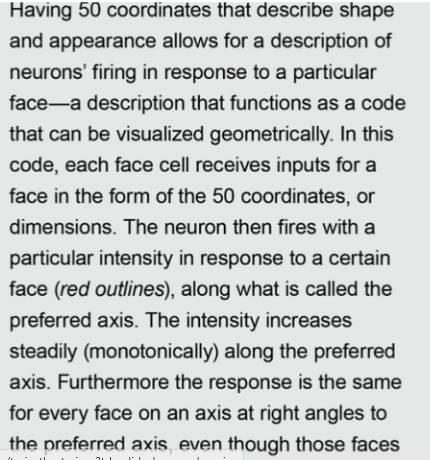 Having 50 coordinates that describe shape
and appearance allows for a description of
neurons’ firing in response to a particular
face—a description that functions as a code
that can be visualized geometrically. In this
code, each face cell receives inputs for a
face in the form of the 50 coordinates, or
dimensions. The neuron then fires with a
particular intensity in response to a certain
face (red outlines), along what is called the
preferred axis. The intensity increases
steadily (monotonically) along the preferred
axis. Furthermore the response is the same
for every face on an axis at right angles to
the preferred axis, even though those faces